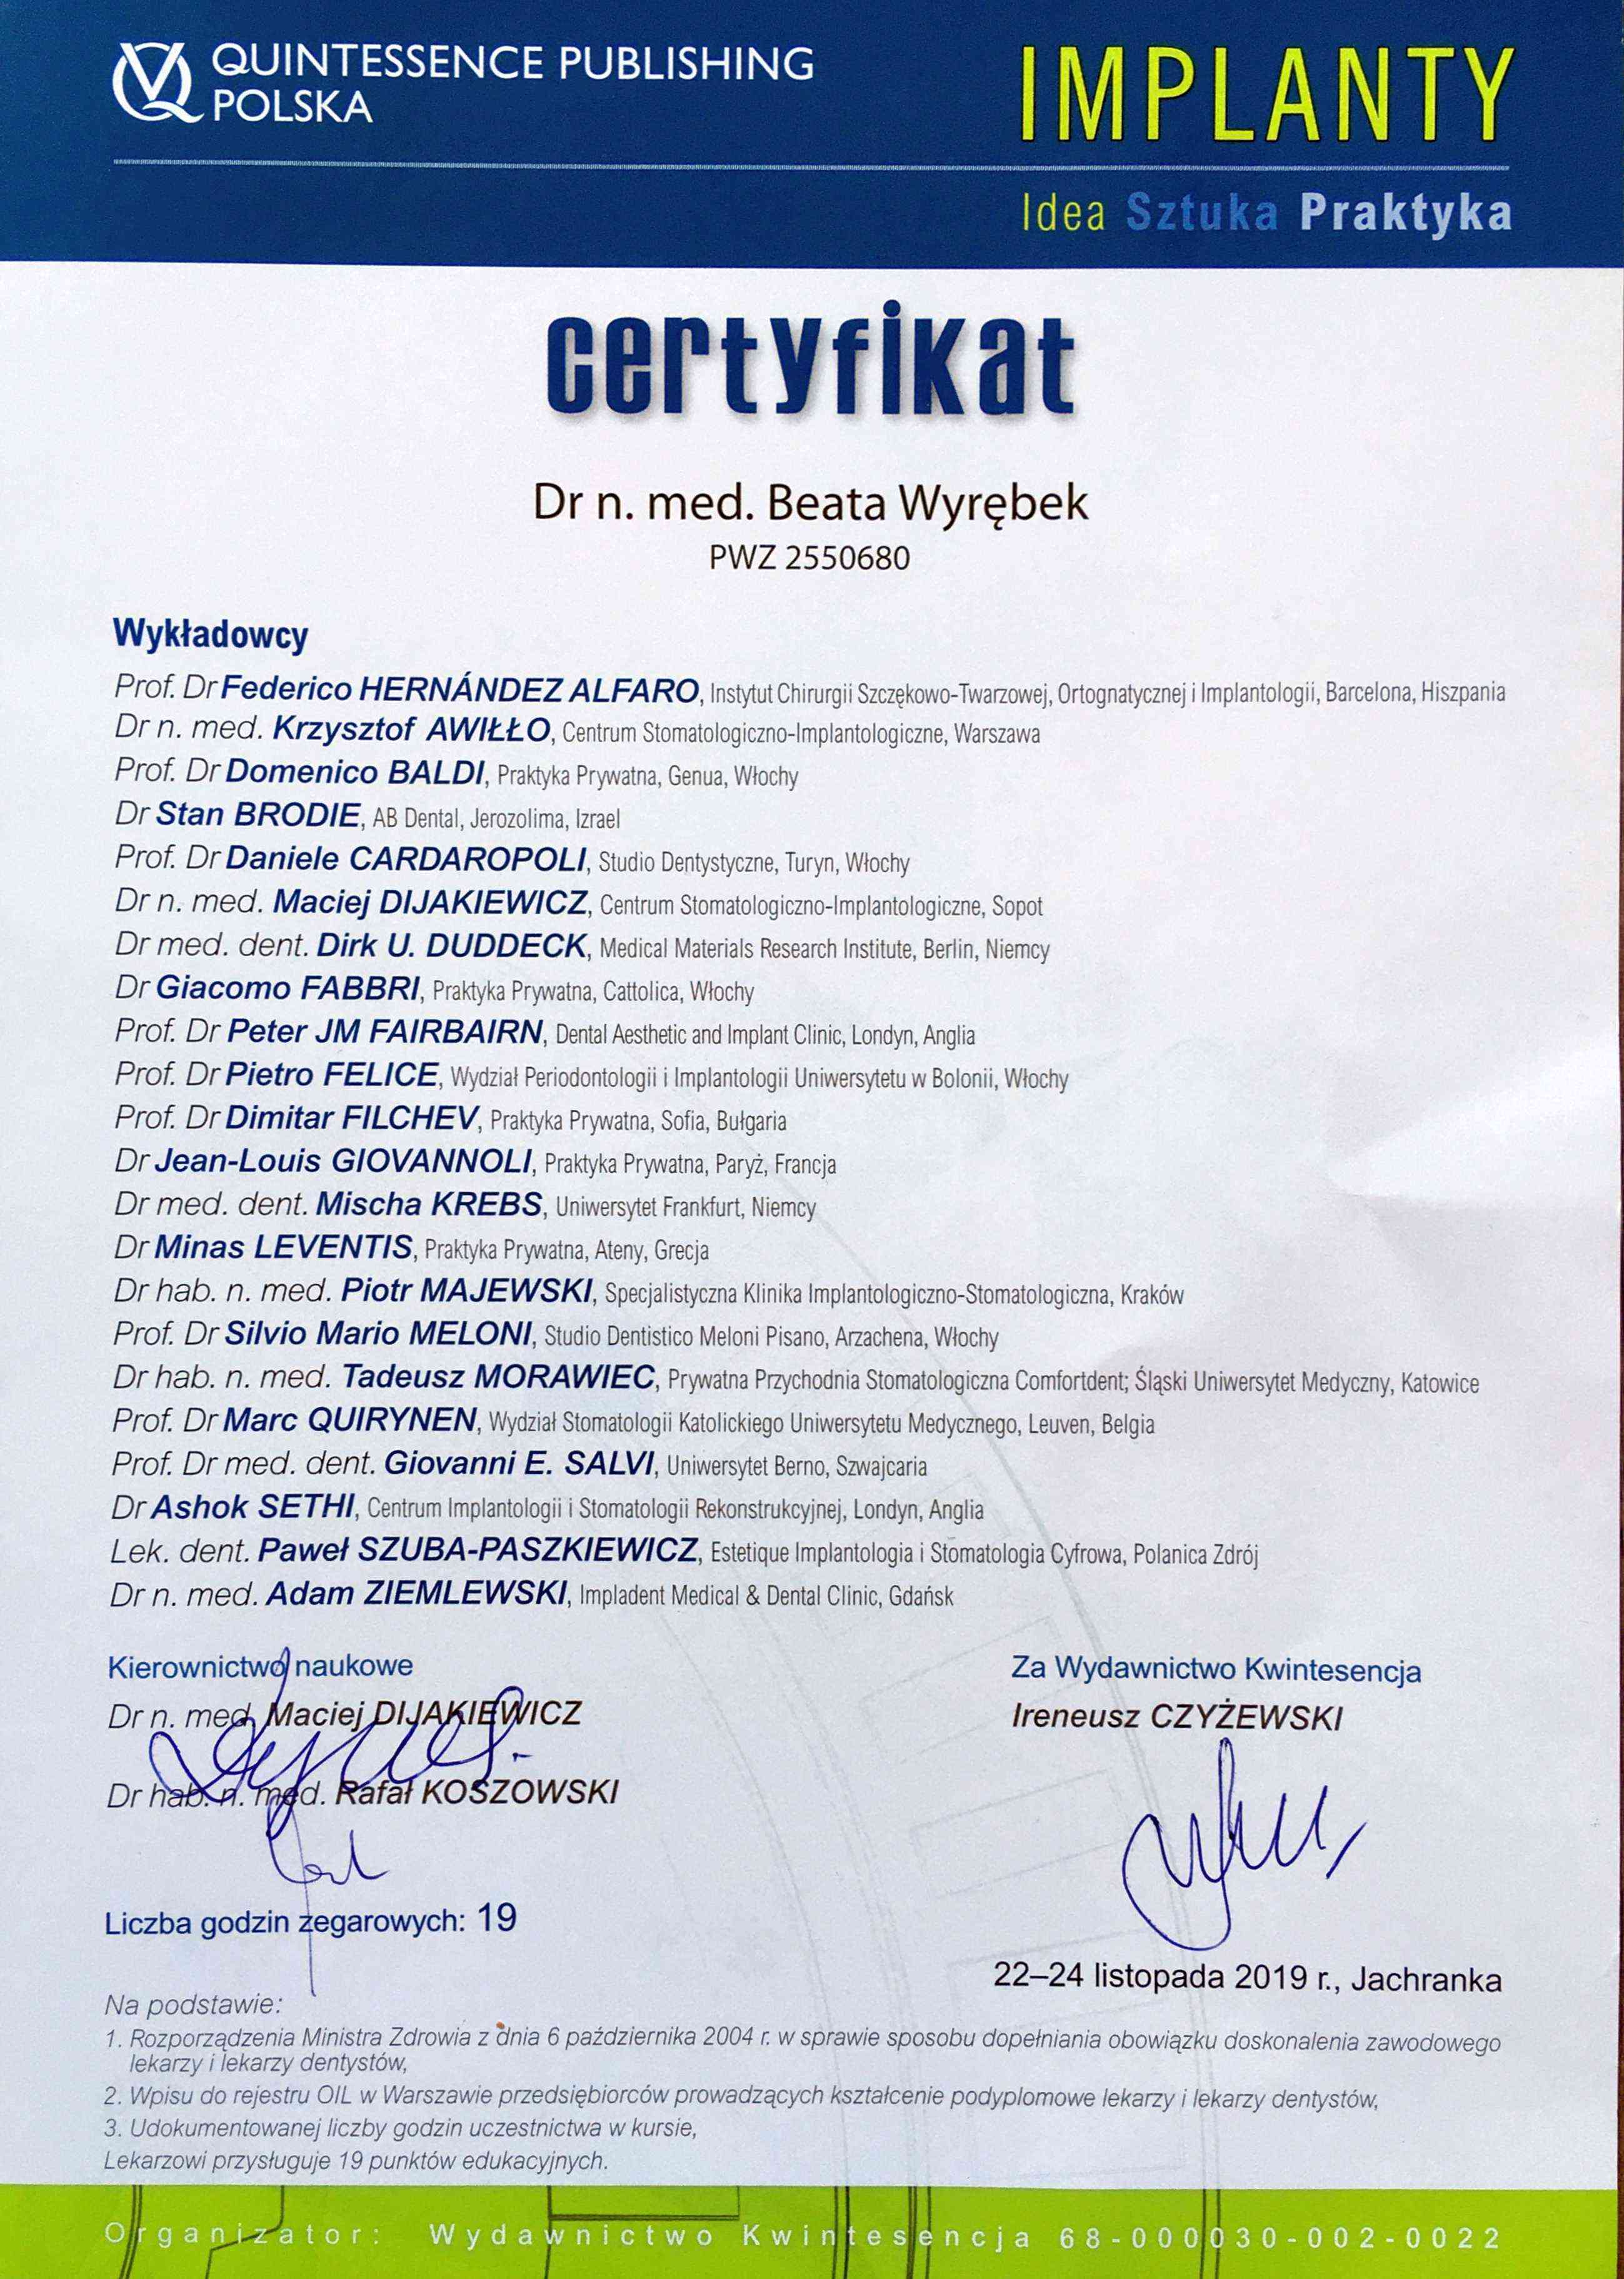 QUINTESSENCE PUBLISHING
POLSKA
IMPLANTY
Idea Sztuka Praktyka
certyfikat
Dr n. med. Beata Wyrębek
PWZ 2550680
Wykładowcy
Prof. Dr Federico HERNÁNDEZ ALFARO, Instytut Chirurgii Szczękowo-Twarzowej, Ortognatycznej i Implantologii, Barcelona, Hiszpania
Dr n. med. Krzysztof AWIŁŁO, Centrum Stomatologiczno-Implantologiczne, Warszawa
Prof. Dr Domenico BALDI, Praktyka Prywatna, Genua, Włochy
Dr Stan BRODIE, AB Dental, Jerozolima, Izrael
Prof. Dr Daniele CARDAROPOLI, Studio Dentystyczne, Turyn, Włochy
Dr n. med. Maciej DIJAKIEWICZ, Centrum Stomatologiczno-Implantologiczne, Sopot
Dr med. dent. Dirk U. DUDDECK, Medical Materials Research Institute, Berlin, Niemcy
Dr Giacomo FABBRI, Praktyka Prywatna, Cattolica, Włochy
Prof. Dr Peter JM FAIRBAIRN, Dental Aesthetic and Implant Clinic, Londyn, Anglia
Prof. Dr Pietro FELICE, Wydział Periodontologii i Implantologii Uniwersytetu w Bolonii, Włochy
Prof. Dr Dimitar FILCHEV, Praktyka Prywatna, Sofia, Bułgaria
Dr Jean-Louis GIOVANNOLI, Praktyka Prywatna, Paryż, Francja
Dr med. dent. Mischa KREBS, Uniwersytet Frankfurt, Niemcy
Dr Minas LEVENTIS, Praktyka Prywatna, Ateny, Grecja
Dr hab. n. med. Piotr MAJEWSKI, Specjalistyczna Klinika Implantologiczno-Stomatologiczna, Kraków
Prof. Dr Silvio Mario MELONI, Studio Dentistico Meloni Pisano, Arzachena, Włochy
Dr hab. n. med. Tadeusz MORAWIEC, Prywatna Przychodnia Stomatologiczna Comfortdent; Śląski Uniwersytet Medyczny, Katowice
Prof. Dr Marc QUIRYNEN, Wydział Stomatologii Katolickiego Uniwersytetu Medycznego, Leuven, Belgia
Prof. Dr med. dent. Giovanni E. SALVI, Uniwersytet Berno, Szwajcaria
Dr Ashok SETHI, Centrum Implantologii i Stomatologii Rekonstrukcyjnej, Londyn, Anglia
Lek. dent. Paweł SZUBA-PASZKIEWICZ, Estetique Implantologia i Stomatologia Cyfrowa, Polanica Zdrój
Dr n. med. Adam ZIEMLEWSKI, Impladent Medical & Dental Clinic, Gdańsk
Kierownictwo naukowe
Dr n. med. Maciej DIJAKIEWICZ
Dr hab. n. med. Rafał KOSZOWSKI
Za Wydawnictwo Kwintesencja
Ireneusz CZYŻEWSKI
Liczba godzin zegarowych: 19
22–24 listopada 2019 r., Jachranka
Na podstawie:
1. Rozporządzenia Ministra Zdrowia z dnia 6 października 2004 r. w sprawie sposobu dopełniania obowiązku doskonalenia zawodowego
lekarzy i lekarzy dentystów,
2. Wpisu do rejestru OIL w Warszawie przedsiębiorców prowadzących kształcenie podyplomowe lekarzy i lekarzy dentystów,
3. Udokumentowanej liczby godzin uczestnictwa w kursie,
Lekarzowi przysługuje 19 punktów edukacyjnych.
Organizator: Wydawnictwo Kwintesencja 68-000030-002-0022